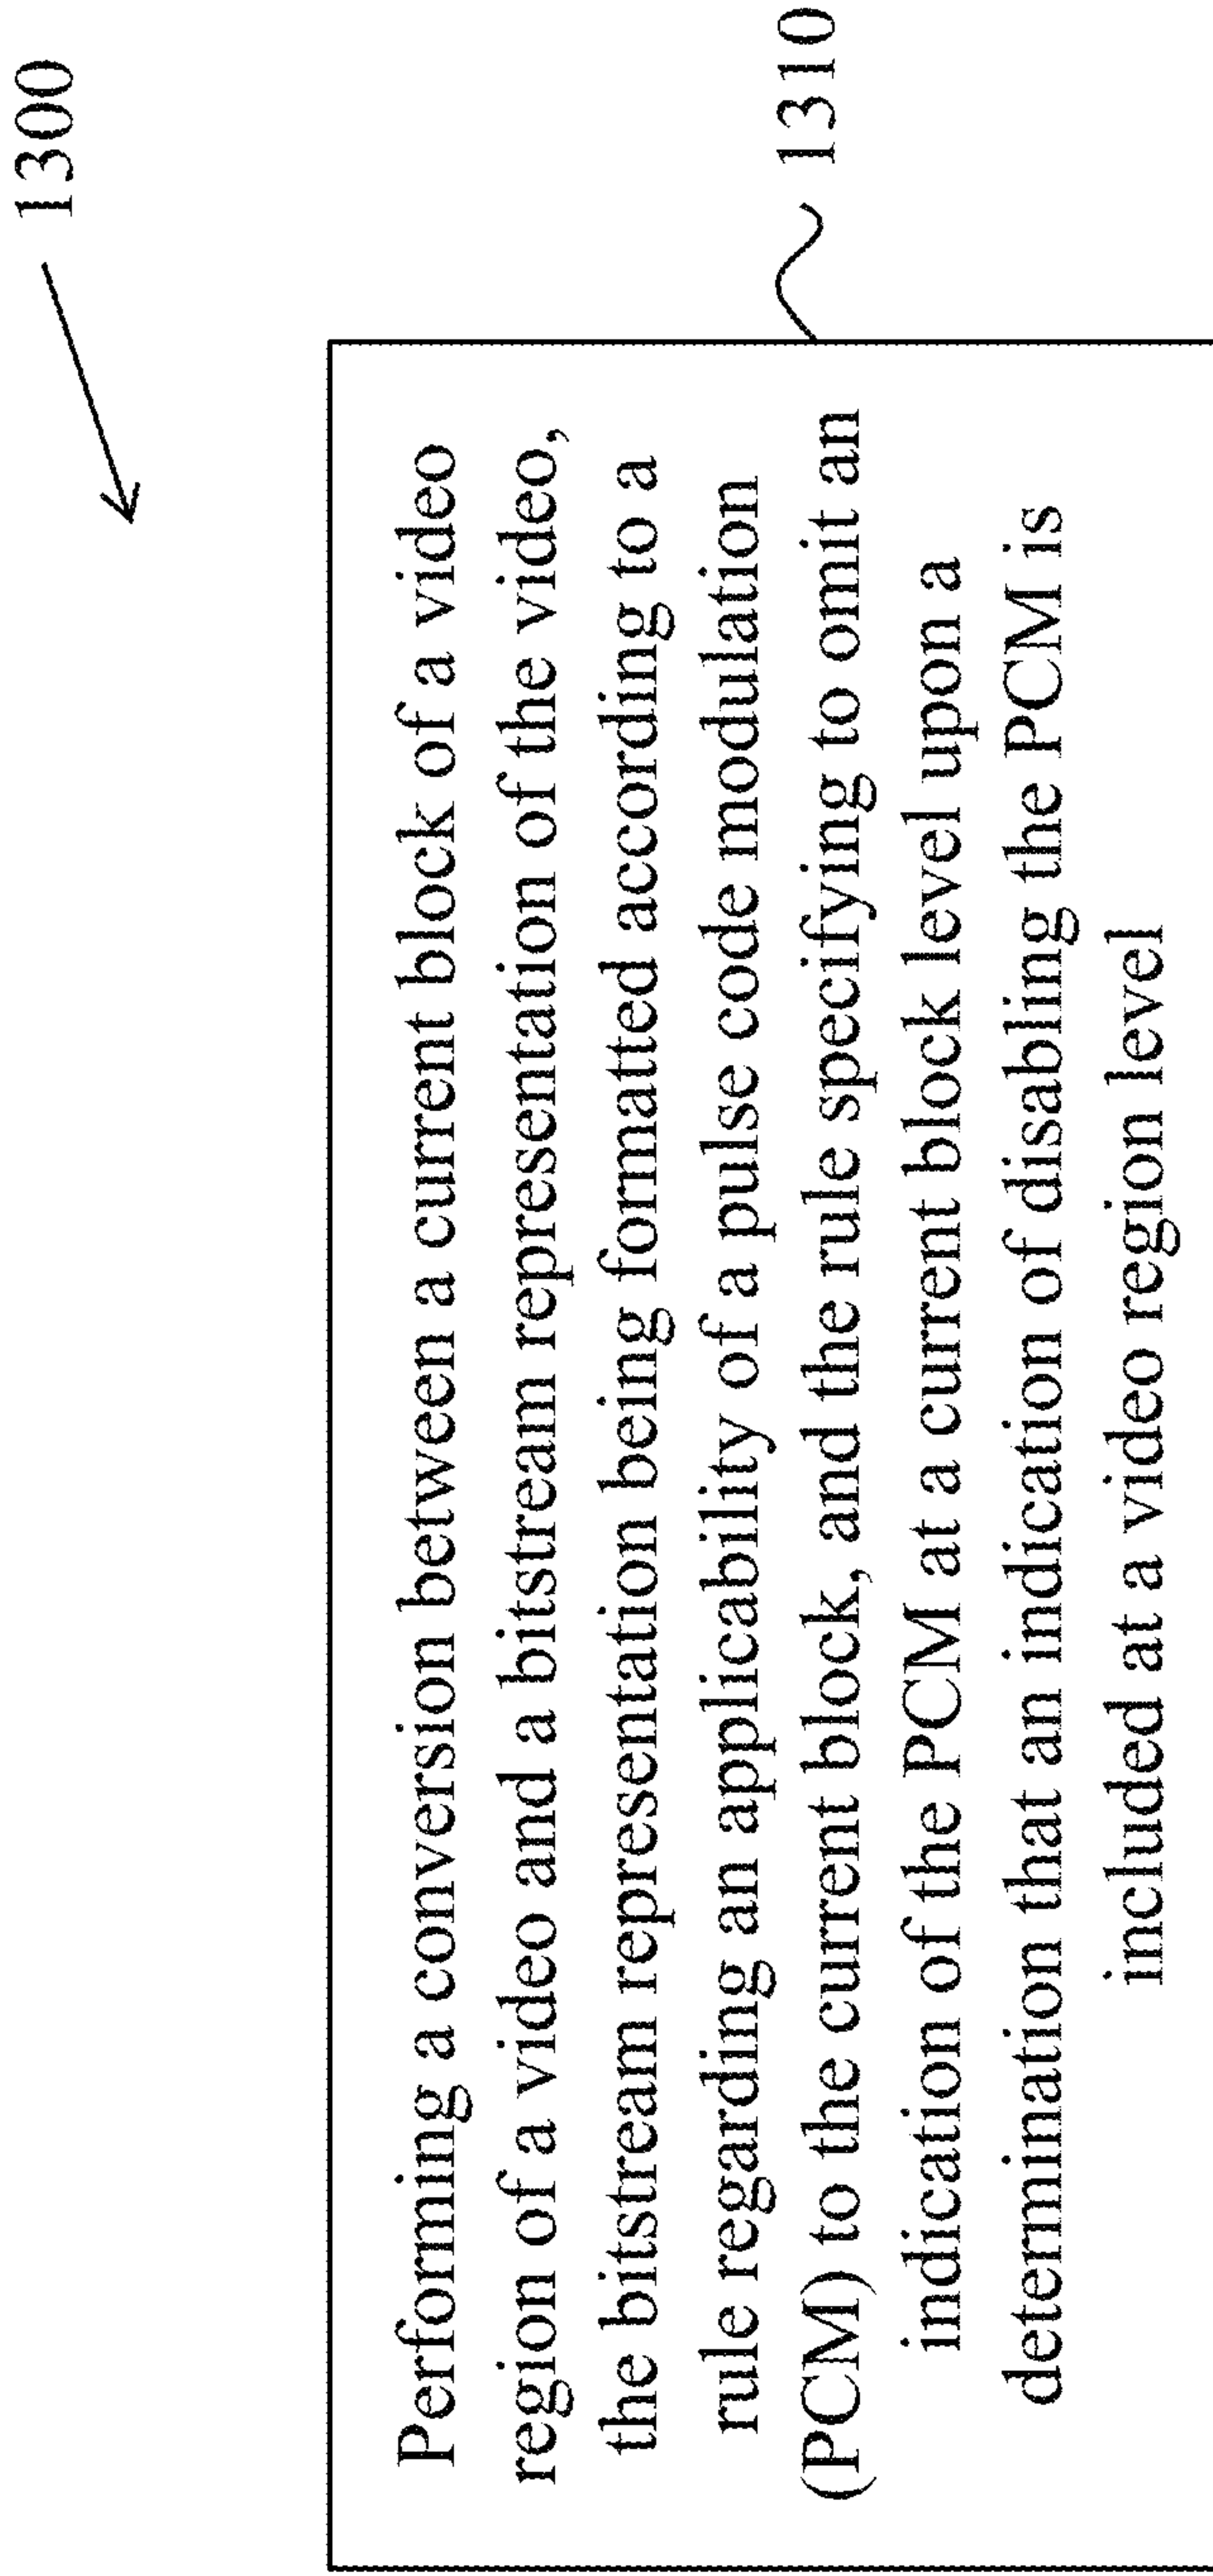 1300
Performing a conversion between a current block of a video
region of a video and a bitstream representation of the video,
the bitstream representation being formatted according to a
rule regarding an applicability of a pulse code modulation
(PCM) to the current block, and the rule specifying to omit an
indication of the PCM at a current block level upon a
determination that an indication of disabling the PCM is
included at a video region level
1310